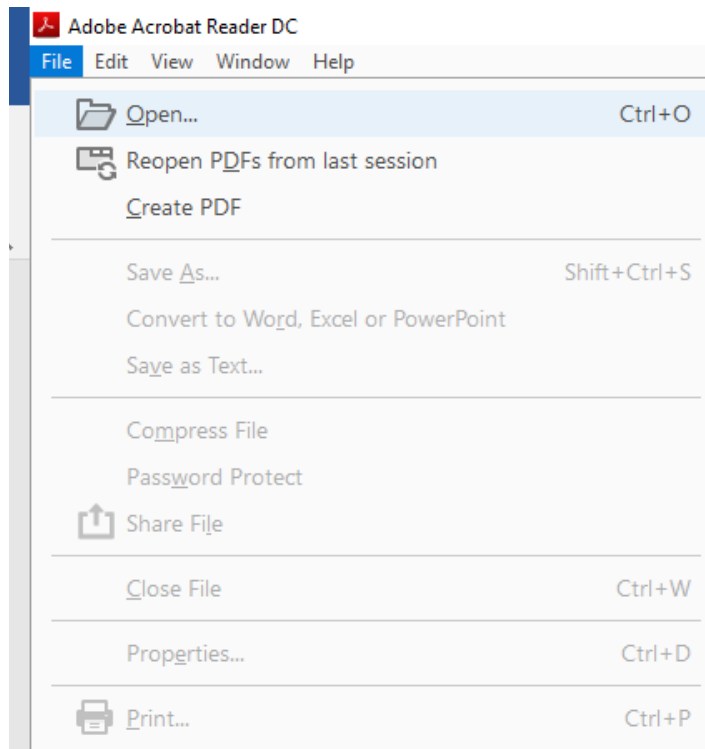 Adobe Acrobat Reader DC
File Edit View Window Help
Open... Ctrl+O
Reopen PDFs from last session
Create PDF
Save As... Shift+Ctrl+S
Convert to Word, Excel or PowerPoint
Save as Text...
Compress File
Password Protect
Share File
Close File Ctrl+W
Properties... Ctrl+D
Print... Ctrl+P